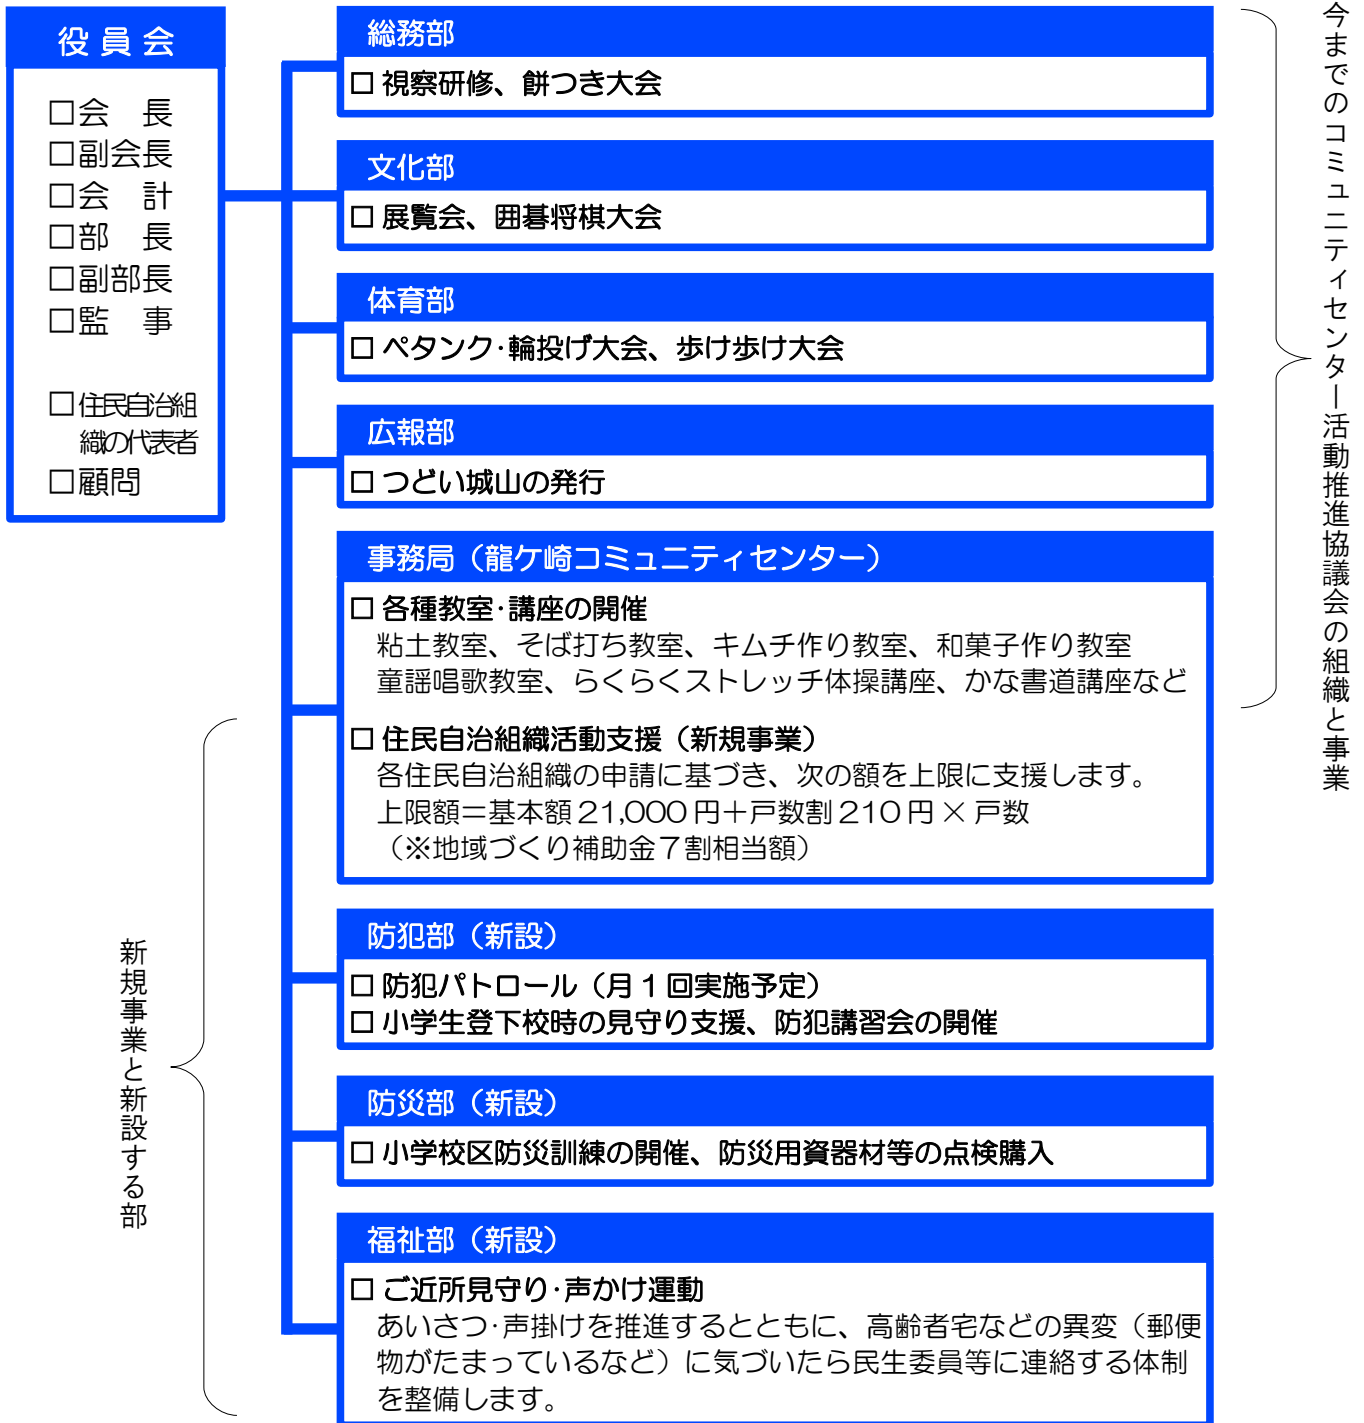 役員会
□会　長
□副会長
□会　計
□部　長
□副部長
□監　事
□住民自治組
織の代表者
□顧問
総務部
□ 視察研修、餅つき大会
文化部
□ 展覧会、囲碁将棋大会
体育部
□ ペタンク・輪投げ大会、歩け歩け大会
広報部
□ つどい城山の発行
事務局（龍ケ崎コミュニティセンター）
□ 各種教室・講座の開催
粘土教室、そば打ち教室、キムチ作り教室、和菓子作り教室
童謡唱歌教室、らくらくストレッチ体操講座、かな書道講座など
□ 住民自治組織活動支援（新規事業）
各住民自治組織の申請に基づき、次の額を上限に支援します。
上限額＝基本額 21,000 円＋戸数割 210 円 × 戸数
（※地域づくり補助金７割相当額）
防犯部（新設）
□ 防犯パトロール（月 1 回実施予定）
□ 小学生登下校時の見守り支援、防犯講習会の開催
防災部（新設）
□ 小学校区防災訓練の開催、防災用資器材等の点検購入
福祉部（新設）
□ ご近所見守り・声かけ運動
あいさつ・声掛けを推進するとともに、高齢者宅などの異変（郵便
物がたまっているなど）に気づいたら民生委員等に連絡する体制
を整備します。
今までのコミュニティセンター活動推進協議会の組織と事業
新規事業と新設する部